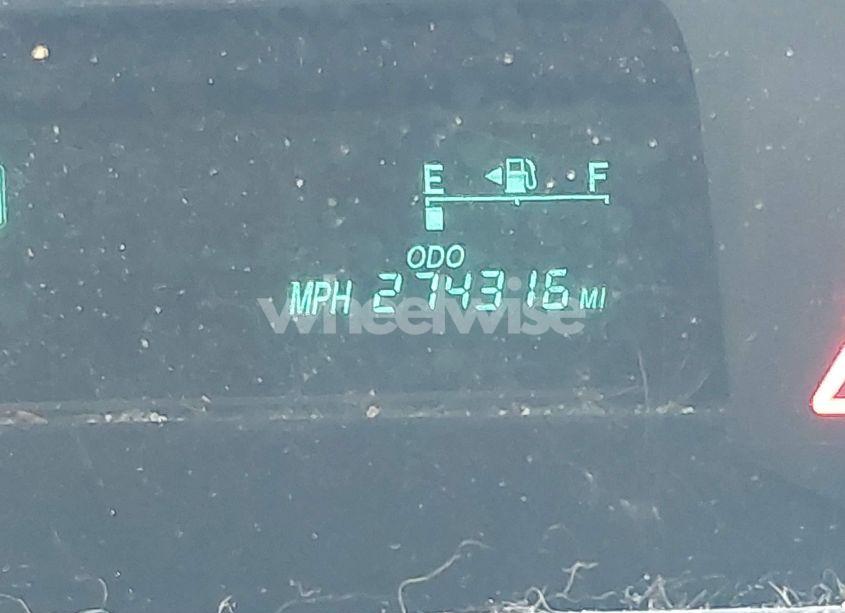 E F
ODO
MPH 274316 MI
wheelwise